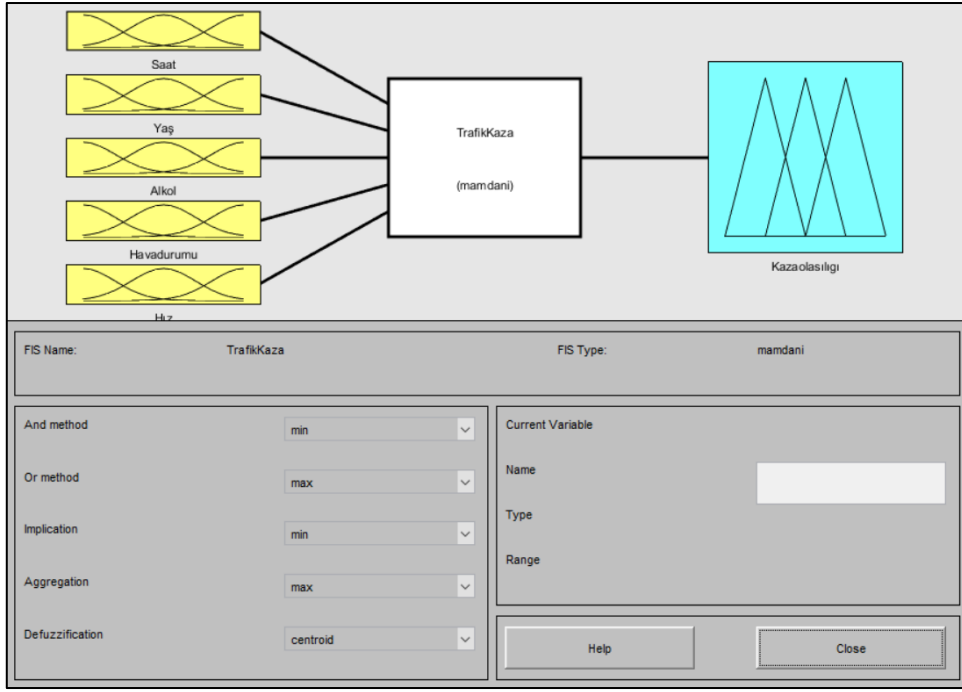 Saat
Yaş
Alkol
Havadurumu
Hız
TrafikKaza
(mamdani)
Kazaolasılıgı
FIS Name: TrafikKaza FIS Type: mamdani
And method min
Or method max
Implication min
Aggregation max
Defuzzification centroid
Current Variable
Name
Type
Range
Help Close